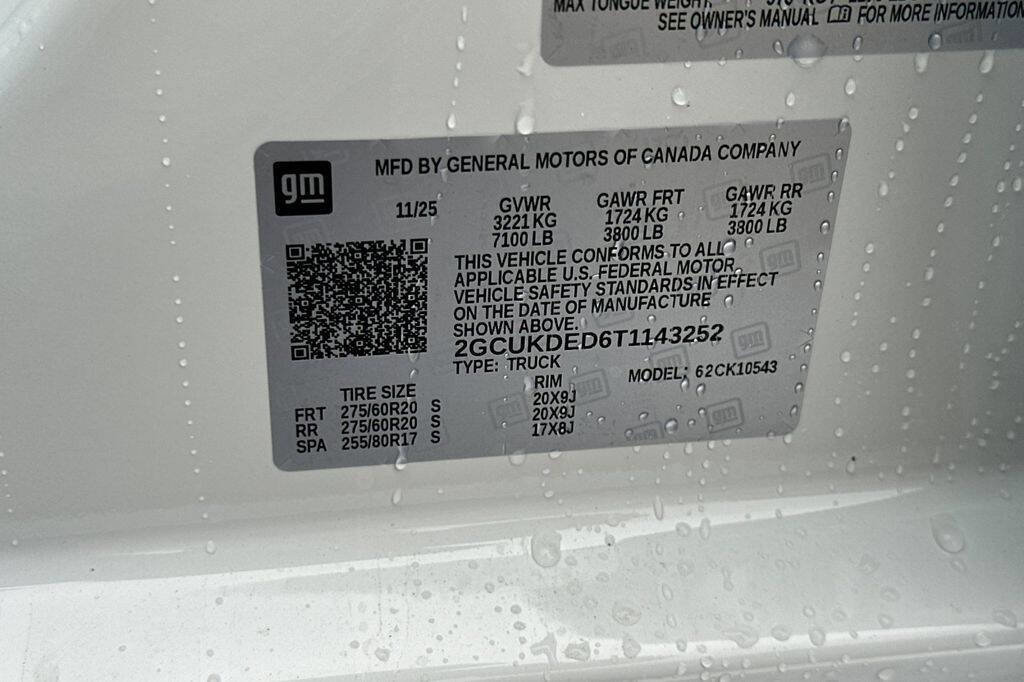 MAX TONGUE WEIGHT
SEE OWNER'S MANUAL FOR MORE INFORMATION
gm
MFD BY GENERAL MOTORS OF CANADA COMPANY
11/25 GVWR GAWR FRT GAWR RR
3221 KG 1724 KG 1724 KG
7100 LB 3800 LB 3800 LB
THIS VEHICLE CONFORMS TO ALL
APPLICABLE U.S. FEDERAL MOTOR
VEHICLE SAFETY STANDARDS IN EFFECT
ON THE DATE OF MANUFACTURE
SHOWN ABOVE.
2GCUKDED6T1143252
TYPE: TRUCK MODEL: 62CK10543
TIRE SIZE RIM
FRT 275/60R20 S 20X9J
RR 275/60R20 S 20X9J
SPA 255/80R17 S 17X8J